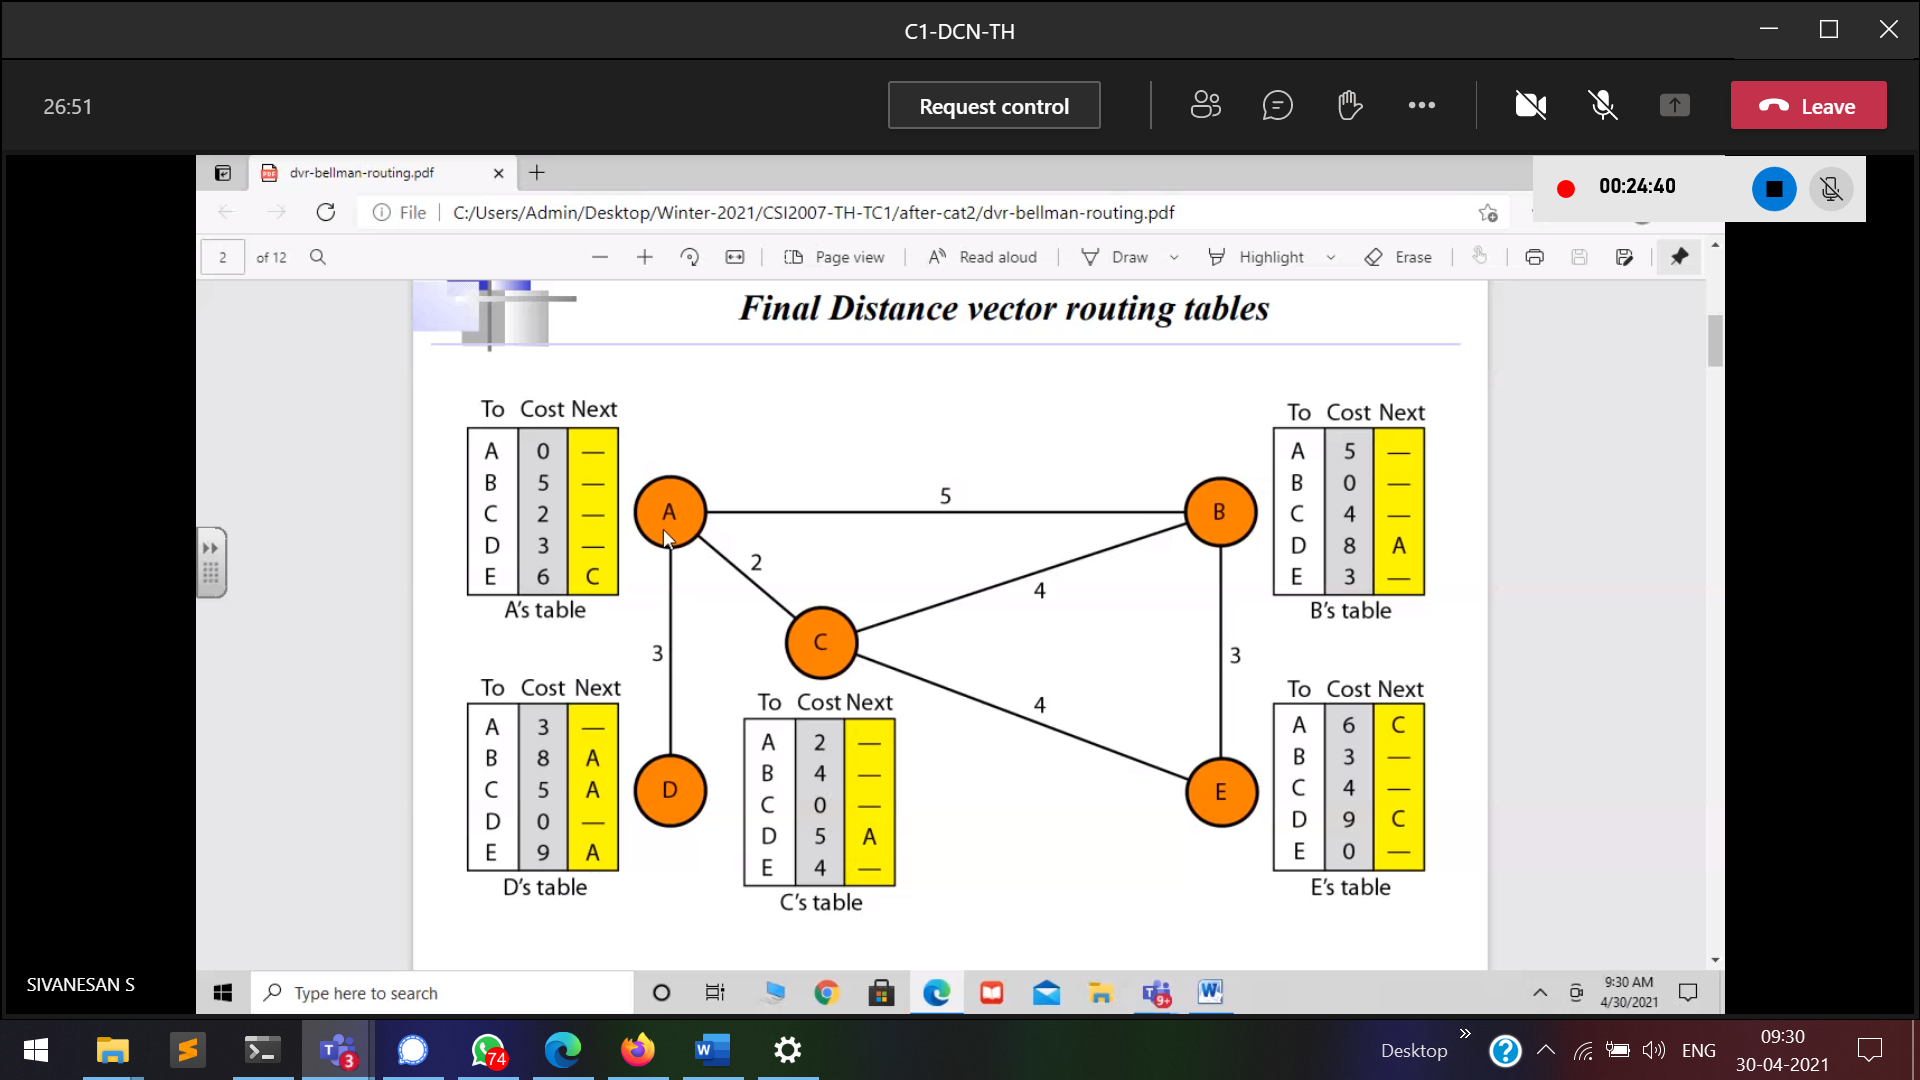 C1-DCN-TH
26:51
Request control
Leave
dvr-bellman-routing.pdf
00:24:40
File
C:/Users/Admin/Desktop/Winter-2021/CSI2007-TH-TC1/after-cat2/dvr-bellman-routing.pdf
2 of 12
Page view
Read aloud
Draw
Highlight
Erase
Final Distance vector routing tables
To Cost Next
A 0 —
B 5 —
C 2 —
D 3 —
E 6 C
A's table
To Cost Next
A 5 —
B 0 —
C 4 —
D 8 A
E 3 —
B's table
A
5
B
2
4
C
3
3
4
D
E
To Cost Next
A 3 —
B 8 A
C 5 A
D 0 —
E 9 A
D's table
To Cost Next
A 2 —
B 4 —
C 0 —
D 5 A
E 4 —
C's table
To Cost Next
A 6 C
B 3 —
C 4 —
D 9 C
E 0 —
E's table
SIVANESAN S
Type here to search
9+
9:30 AM
4/30/2021
3
74
Desktop
ENG
09:30
30-04-2021